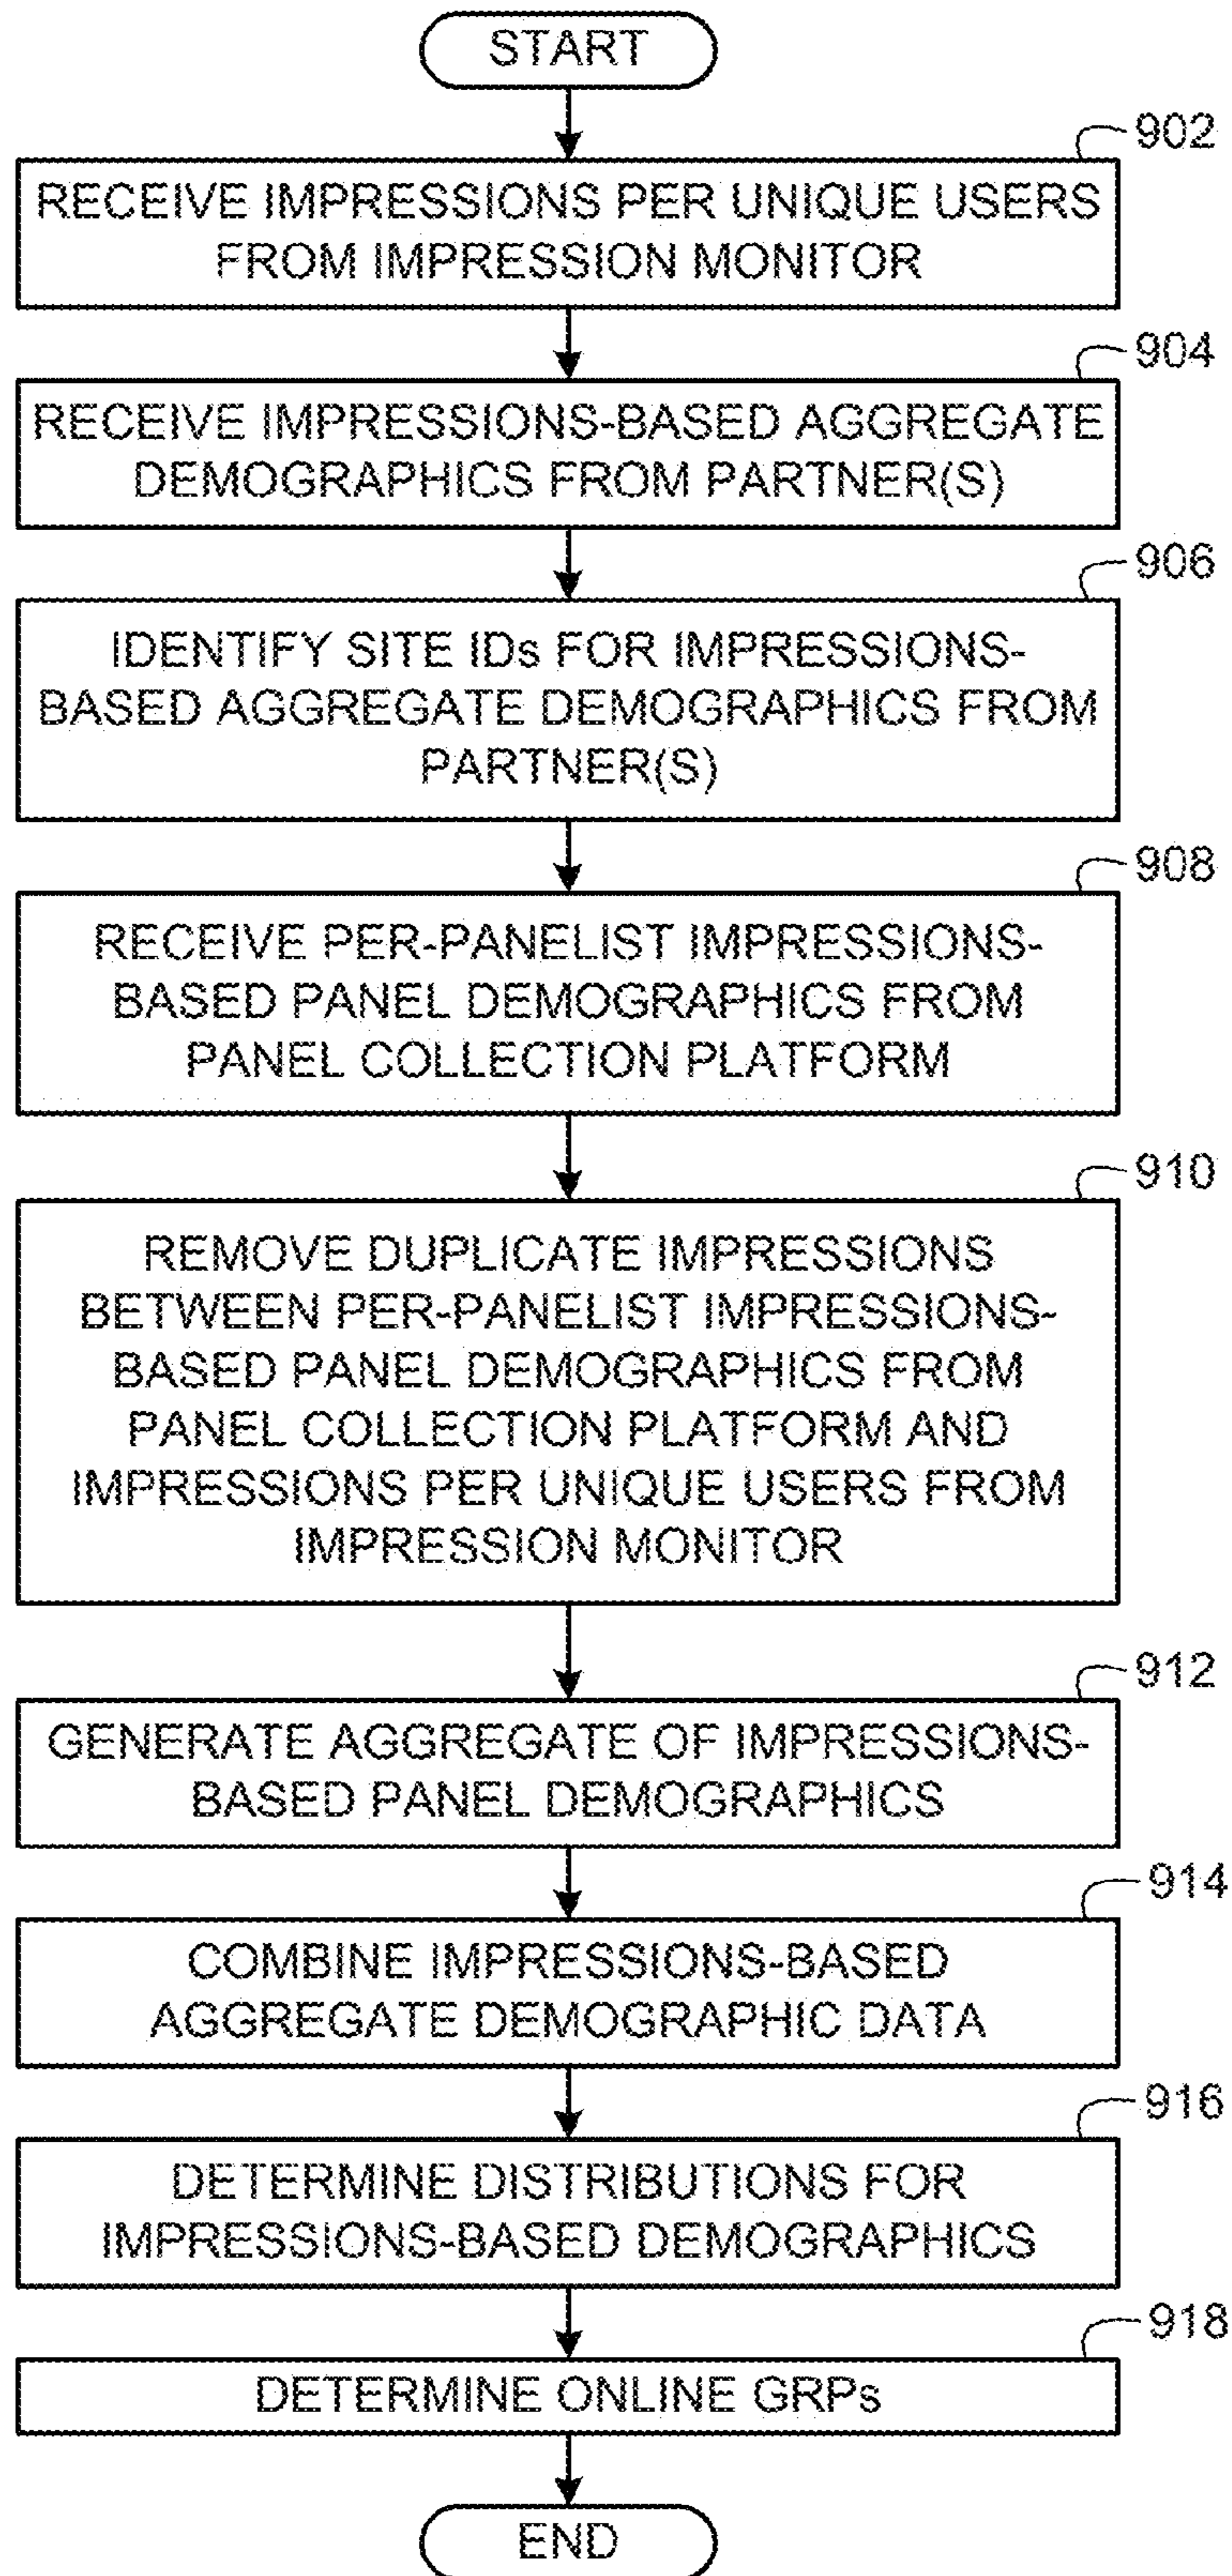 START
902
RECEIVE IMPRESSIONS PER UNIQUE USERS
FROM IMPRESSION MONITOR
904
RECEIVE IMPRESSIONS-BASED AGGREGATE
DEMOGRAPHICS FROM PARTNER(S)
906
IDENTIFY SITE IDs FOR IMPRESSIONS-
BASED AGGREGATE DEMOGRAPHICS FROM
PARTNER(S)
908
RECEIVE PER-PANELIST IMPRESSIONS-
BASED PANEL DEMOGRAPHICS FROM
PANEL COLLECTION PLATFORM
910
REMOVE DUPLICATE IMPRESSIONS
BETWEEN PER-PANELIST IMPRESSIONS-
BASED PANEL DEMOGRAPHICS FROM
PANEL COLLECTION PLATFORM AND
IMPRESSIONS PER UNIQUE USERS FROM
IMPRESSION MONITOR
912
GENERATE AGGREGATE OF IMPRESSIONS-
BASED PANEL DEMOGRAPHICS
914
COMBINE IMPRESSIONS-BASED
AGGREGATE DEMOGRAPHIC DATA
916
DETERMINE DISTRIBUTIONS FOR
IMPRESSIONS-BASED DEMOGRAPHICS
918
DETERMINE ONLINE GRPs
END